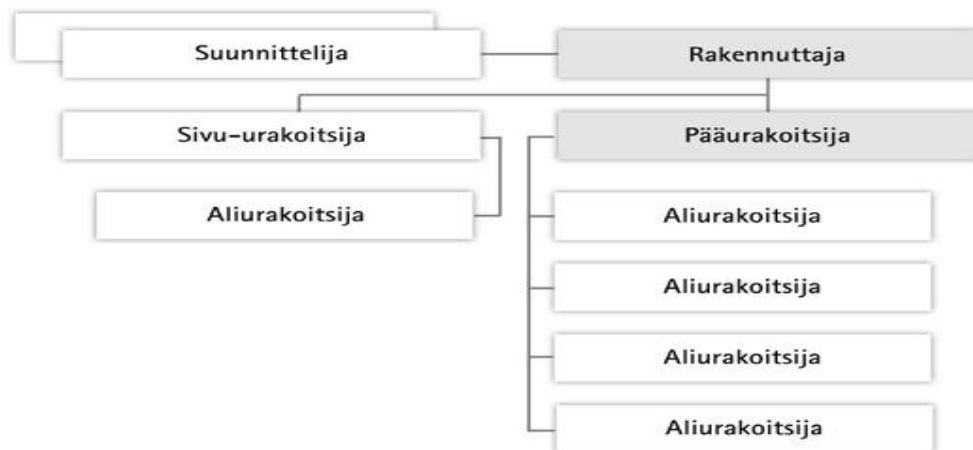 Suunnittelija
Rakennuttaja
Sivu-urakoitsija
Pääurakoitsija
Aliurakoitsija
Aliurakoitsija
Aliurakoitsija
Aliurakoitsija
Aliurakoitsija